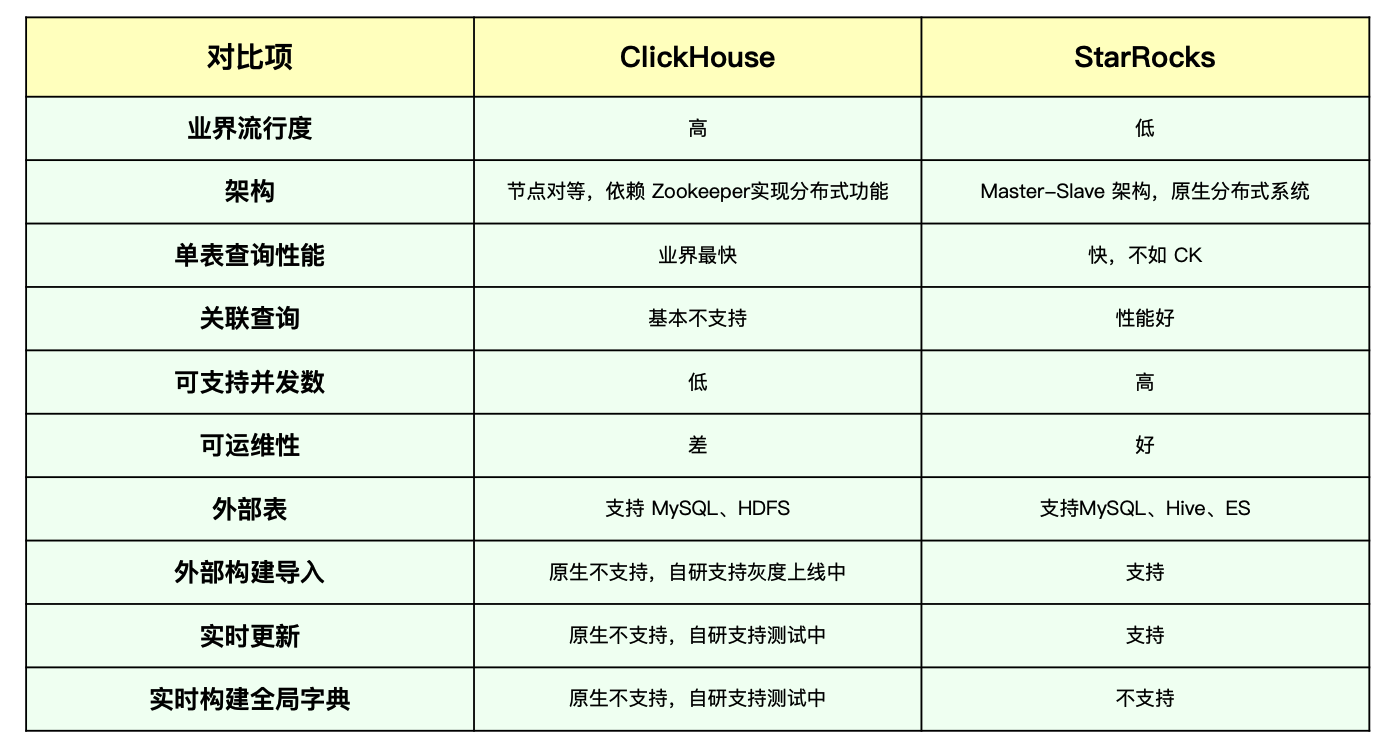 对比项 ClickHouse StarRocks
业界流行度 高 低
架构 节点对等，依赖 Zookeeper实现分布式功能 Master-Slave 架构，原生分布式系统
单表查询性能 业界最快 快，不如 CK
关联查询 基本不支持 性能好
可支持并发数 低 高
可运维性 差 好
外部表 支持 MySQL、HDFS 支持MySQL、Hive、ES
外部构建导入 原生不支持，自研支持灰度上线中 支持
实时更新 原生不支持，自研支持测试中 支持
实时构建全局字典 原生不支持，自研支持测试中 不支持